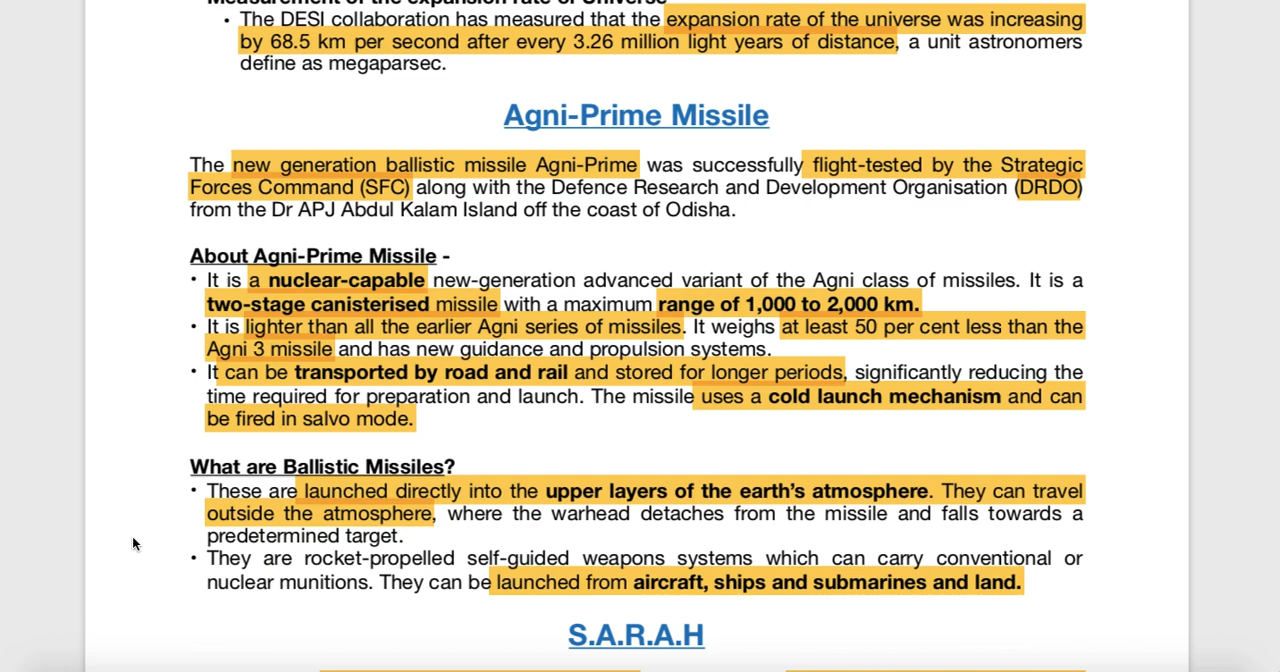 Measurement of the expansion rate of Universe
• The DESI collaboration has measured that the expansion rate of the universe was increasing
by 68.5 km per second after every 3.26 million light years of distance, a unit astronomers
define as megaparsec.
Agni-Prime Missile
The new generation ballistic missile Agni-Prime was successfully flight-tested by the Strategic
Forces Command (SFC) along with the Defence Research and Development Organisation (DRDO)
from the Dr APJ Abdul Kalam Island off the coast of Odisha.
About Agni-Prime Missile -
• It is a nuclear-capable new-generation advanced variant of the Agni class of missiles. It is a
two-stage canisterised missile with a maximum range of 1,000 to 2,000 km.
• It is lighter than all the earlier Agni series of missiles. It weighs at least 50 per cent less than the
Agni 3 missile and has new guidance and propulsion systems.
• It can be transported by road and rail and stored for longer periods, significantly reducing the
time required for preparation and launch. The missile uses a cold launch mechanism and can
be fired in salvo mode.
What are Ballistic Missiles?
• These are launched directly into the upper layers of the earth’s atmosphere. They can travel
outside the atmosphere, where the warhead detaches from the missile and falls towards a
predetermined target.
• They are rocket-propelled self-guided weapons systems which can carry conventional or
nuclear munitions. They can be launched from aircraft, ships and submarines and land.
S.A.R.A.H